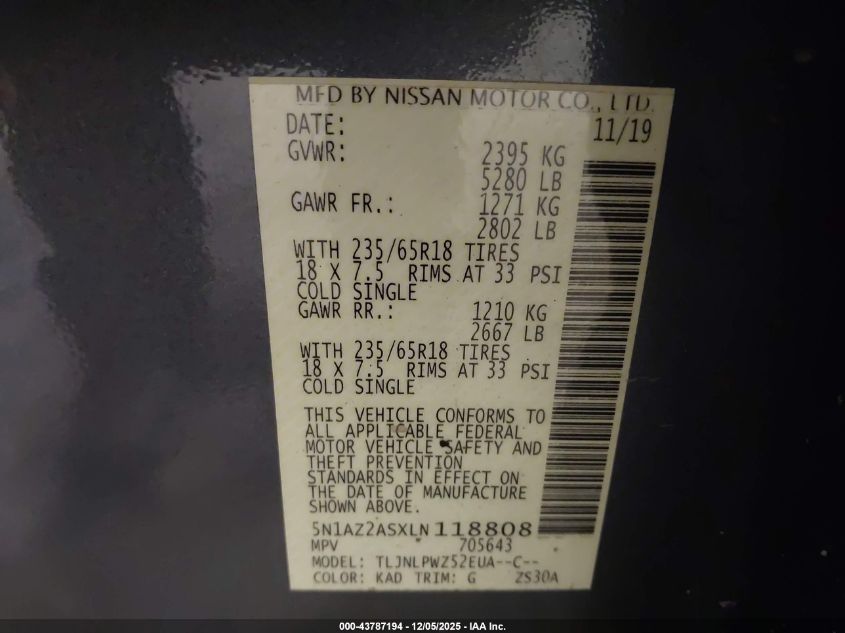 MFD BY NISSAN MOTOR CO., LTD.
DATE: 11/19
GVWR: 2395 KG
5280 LB
GAWR FR.: 1271 KG
2802 LB
WITH 235/65R18 TIRES
18 X 7.5 RIMS AT 33 PSI
COLD SINGLE
GAWR RR.: 1210 KG
2667 LB
WITH 235/65R18 TIRES
18 X 7.5 RIMS AT 33 PSI
COLD SINGLE
THIS VEHICLE CONFORMS TO
ALL APPLICABLE FEDERAL
MOTOR VEHICLE SAFETY AND
THEFT PREVENTION
STANDARDS IN EFFECT ON
THE DATE OF MANUFACTURE
SHOWN ABOVE.
5N1AZ2ASXLN118808
MPV 705643
MODEL: TLJNLPWZ52EUA--C--
COLOR: KAD TRIM: G ZS30A
000-43787194 - 12/05/2025 - IAA Inc.